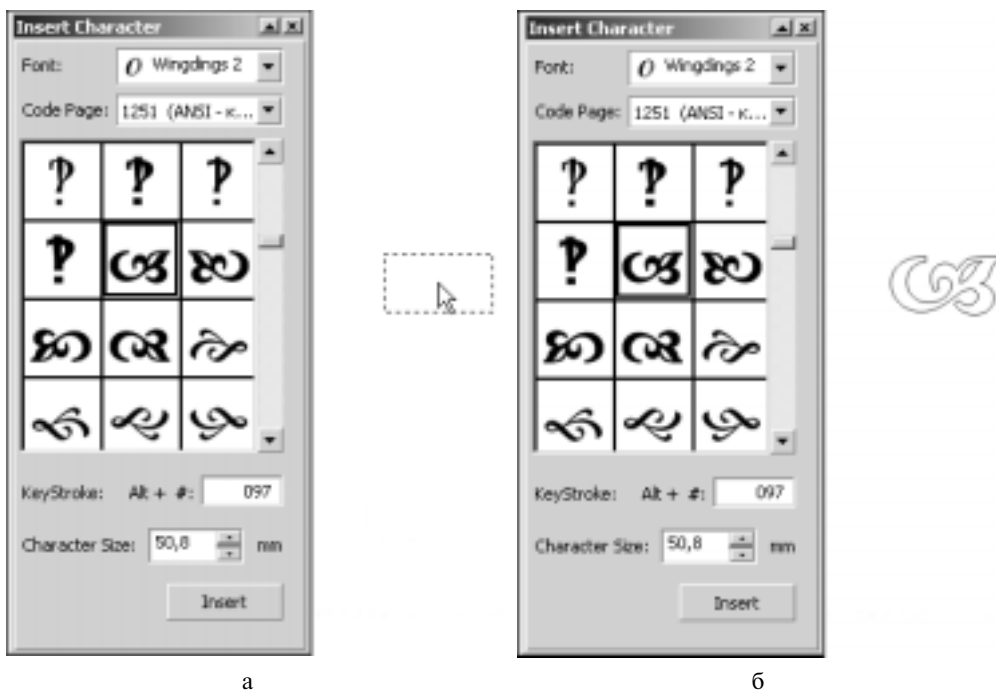 Insert Character
Font: O Wingdings 2
Code Page: 1251 (ANSI - к...
KeyStroke: Alt + #: 097
Character Size: 50,8 mm
Insert
а
Insert Character
Font: O Wingdings 2
Code Page: 1251 (ANSI - к...
KeyStroke: Alt + #: 097
Character Size: 50,8 mm
Insert
б